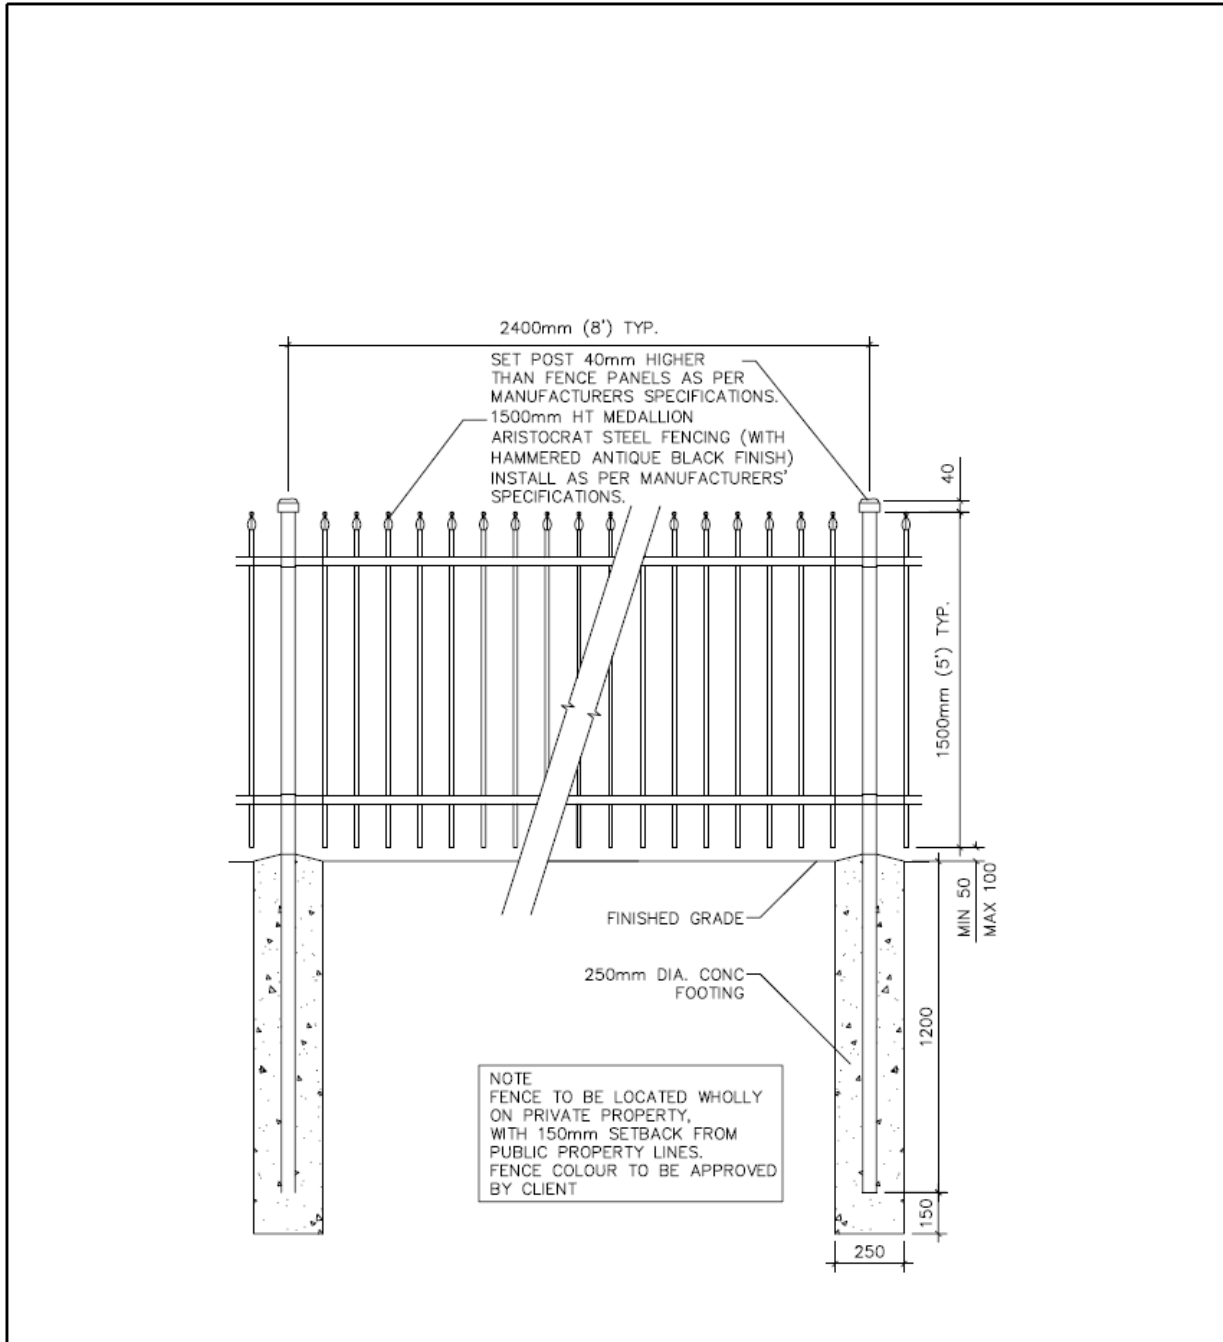 2400mm (8') TYP.
SET POST 40mm HIGHER
THAN FENCE PANELS AS PER
MANUFACTURERS SPECIFICATIONS.
1500mm HT MEDALLION
ARISTOCRAT STEEL FENCING (WITH
HAMMERED ANTIQUE BLACK FINISH)
INSTALL AS PER MANUFACTURERS'
SPECIFICATIONS.
40
1500mm (5') TYP.
MIN 50
MAX 100
FINISHED GRADE
250mm DIA. CONC
FOOTING
1200
NOTE
FENCE TO BE LOCATED WHOLLY
ON PRIVATE PROPERTY,
WITH 150mm SETBACK FROM
PUBLIC PROPERTY LINES.
FENCE COLOUR TO BE APPROVED
BY CLIENT
150
250